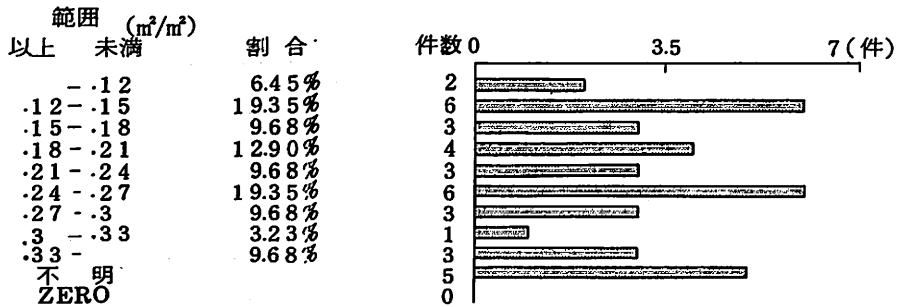 範囲 (㎡/㎡)
以上 未満 割合 件数 0 3.5 7(件)
-.12 6.45% 2
.12-.15 19.35% 6
.15-.18 9.68% 3
.18-.21 12.90% 4
.21-.24 9.68% 3
.24-.27 19.35% 6
.27-.3 9.68% 3
.3-.33 3.23% 1
.33- 9.68% 3
不明 5
ZERO 0